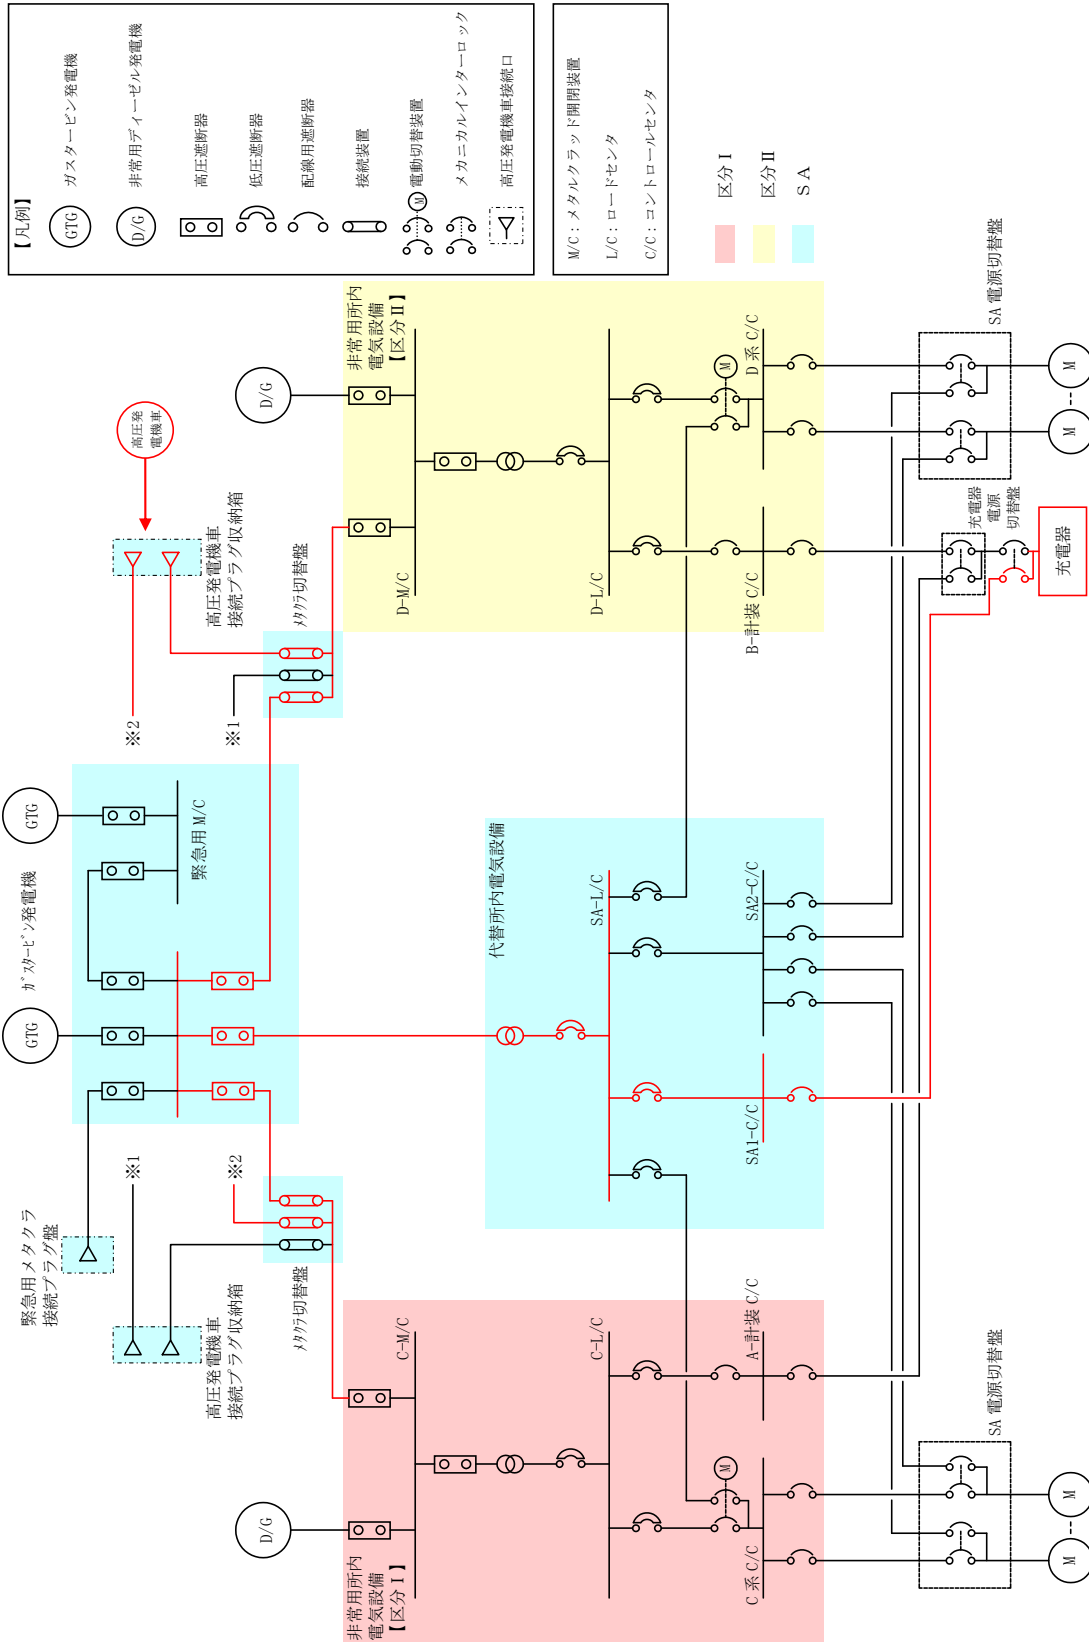 【凡例】
GTG
ガスタービン発電機
D/G
非常用ディーゼル発電機
高圧遮断器
低圧遮断器
配線用遮断器
接続装置
M
電動切替装置
メカニカルインターロック
高圧発電機車接続口
M/C：メタルクラッド開閉装置
L/C：ロードセンタ
C/C：コントロールセンタ
区分Ⅰ
区分Ⅱ
ＳＡ
緊急用メタクラ
接続プラグ盤
GTG
ｶﾞｽﾀｰﾋﾞﾝ発電機
GTG
緊急用 M/C
※1
※2
高圧発電機車
接続プラグ収納箱
ﾒﾀｸﾗ切替盤
※2
※1
高圧発
電機車
高圧発電機車
接続プラグ収納箱
ﾒﾀｸﾗ切替盤
D/G
非常用所内
電気設備
【区分Ⅰ】
C-M/C
C-L/C
M
C系 C/C
A-計装 C/C
代替所内電気設備
SA-L/C
SA1-C/C
SA2-C/C
D/G
非常用所内
電気設備
【区分Ⅱ】
D-M/C
D-L/C
M
B-計装 C/C
D 系 C/C
SA 電源切替盤
M
M
充電器
電源
切替盤
充電器
SA 電源切替盤
M
M